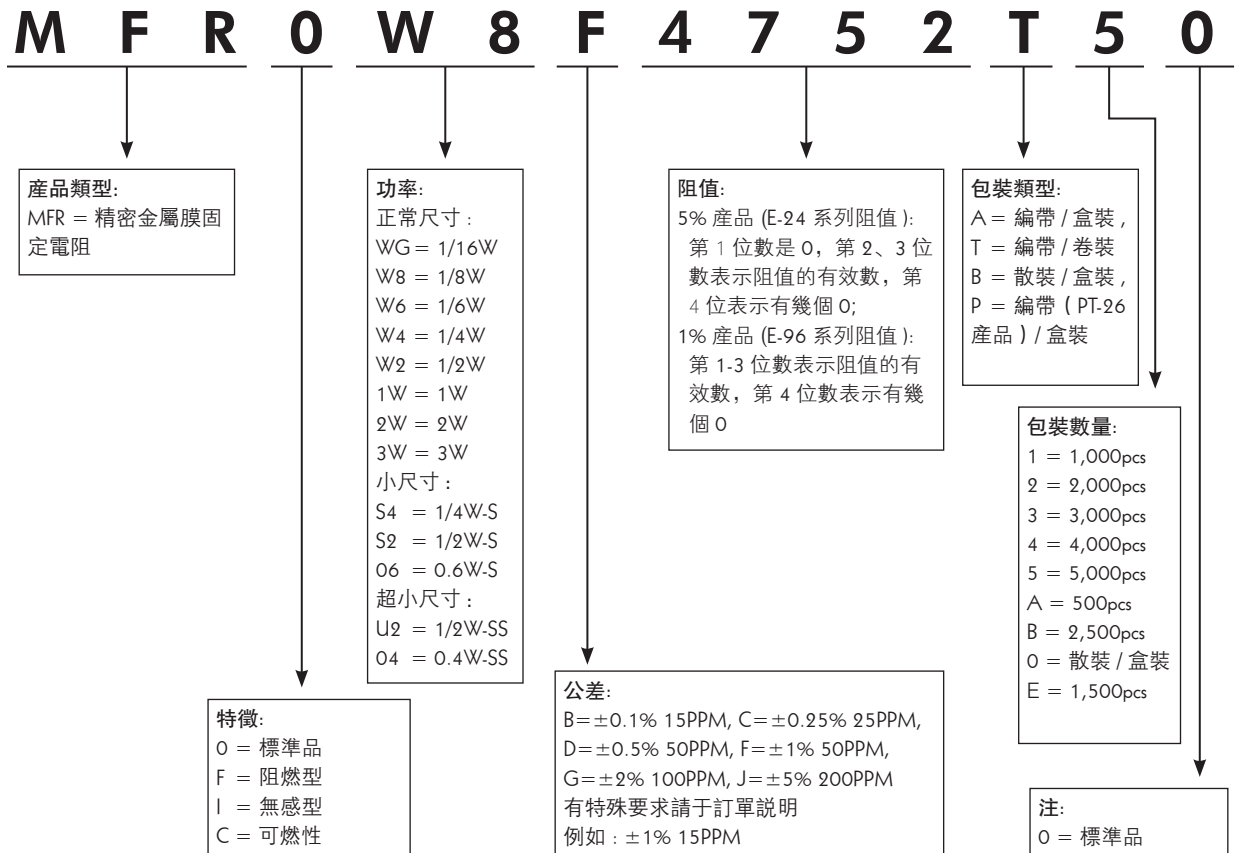 M F R 0 W 8 F 4 7 5 2 T 5 0
産品類型:
MFR = 精密金屬膜固
定電阻
功率:
正常尺寸 :
WG = 1/16W
W8 = 1/8W
W6 = 1/6W
W4 = 1/4W
W2 = 1/2W
1W = 1W
2W = 2W
3W = 3W
小尺寸 :
S4 = 1/4W-S
S2 = 1/2W-S
06 = 0.6W-S
超小尺寸 :
U2 = 1/2W-SS
04 = 0.4W-SS
阻值:
5% 産品 (E-24 系列阻值 ):
第 1 位數是 0，第 2、3 位
數表示阻值的有效數，第
4 位表示有幾個 0;
1% 産品 (E-96 系列阻值 ):
第 1-3 位數表示阻值的有
效數，第 4 位數表示有幾
個 0
包裝類型:
A = 編帶 / 盒裝 ,
T = 編帶 / 卷裝
B = 散裝 / 盒裝 ,
P = 編帶（ PT-26
産品 ）/ 盒裝
包裝數量:
1 = 1,000pcs
2 = 2,000pcs
3 = 3,000pcs
4 = 4,000pcs
5 = 5,000pcs
A = 500pcs
B = 2,500pcs
0 = 散裝 / 盒裝
E = 1,500pcs
特徵:
0 = 標準品
F = 阻燃型
I = 無感型
C = 可燃性
公差:
B=±0.1% 15PPM, C=±0.25% 25PPM,
D=±0.5% 50PPM, F=±1% 50PPM,
G=±2% 100PPM, J=±5% 200PPM
有特殊要求請于訂單説明
例如 : ±1% 15PPM
注:
0 = 標準品